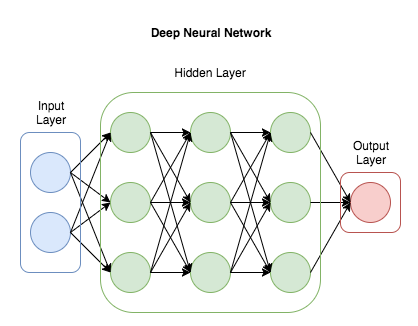 Deep Neural Network
Hidden Layer
Input
Layer
Output
Layer